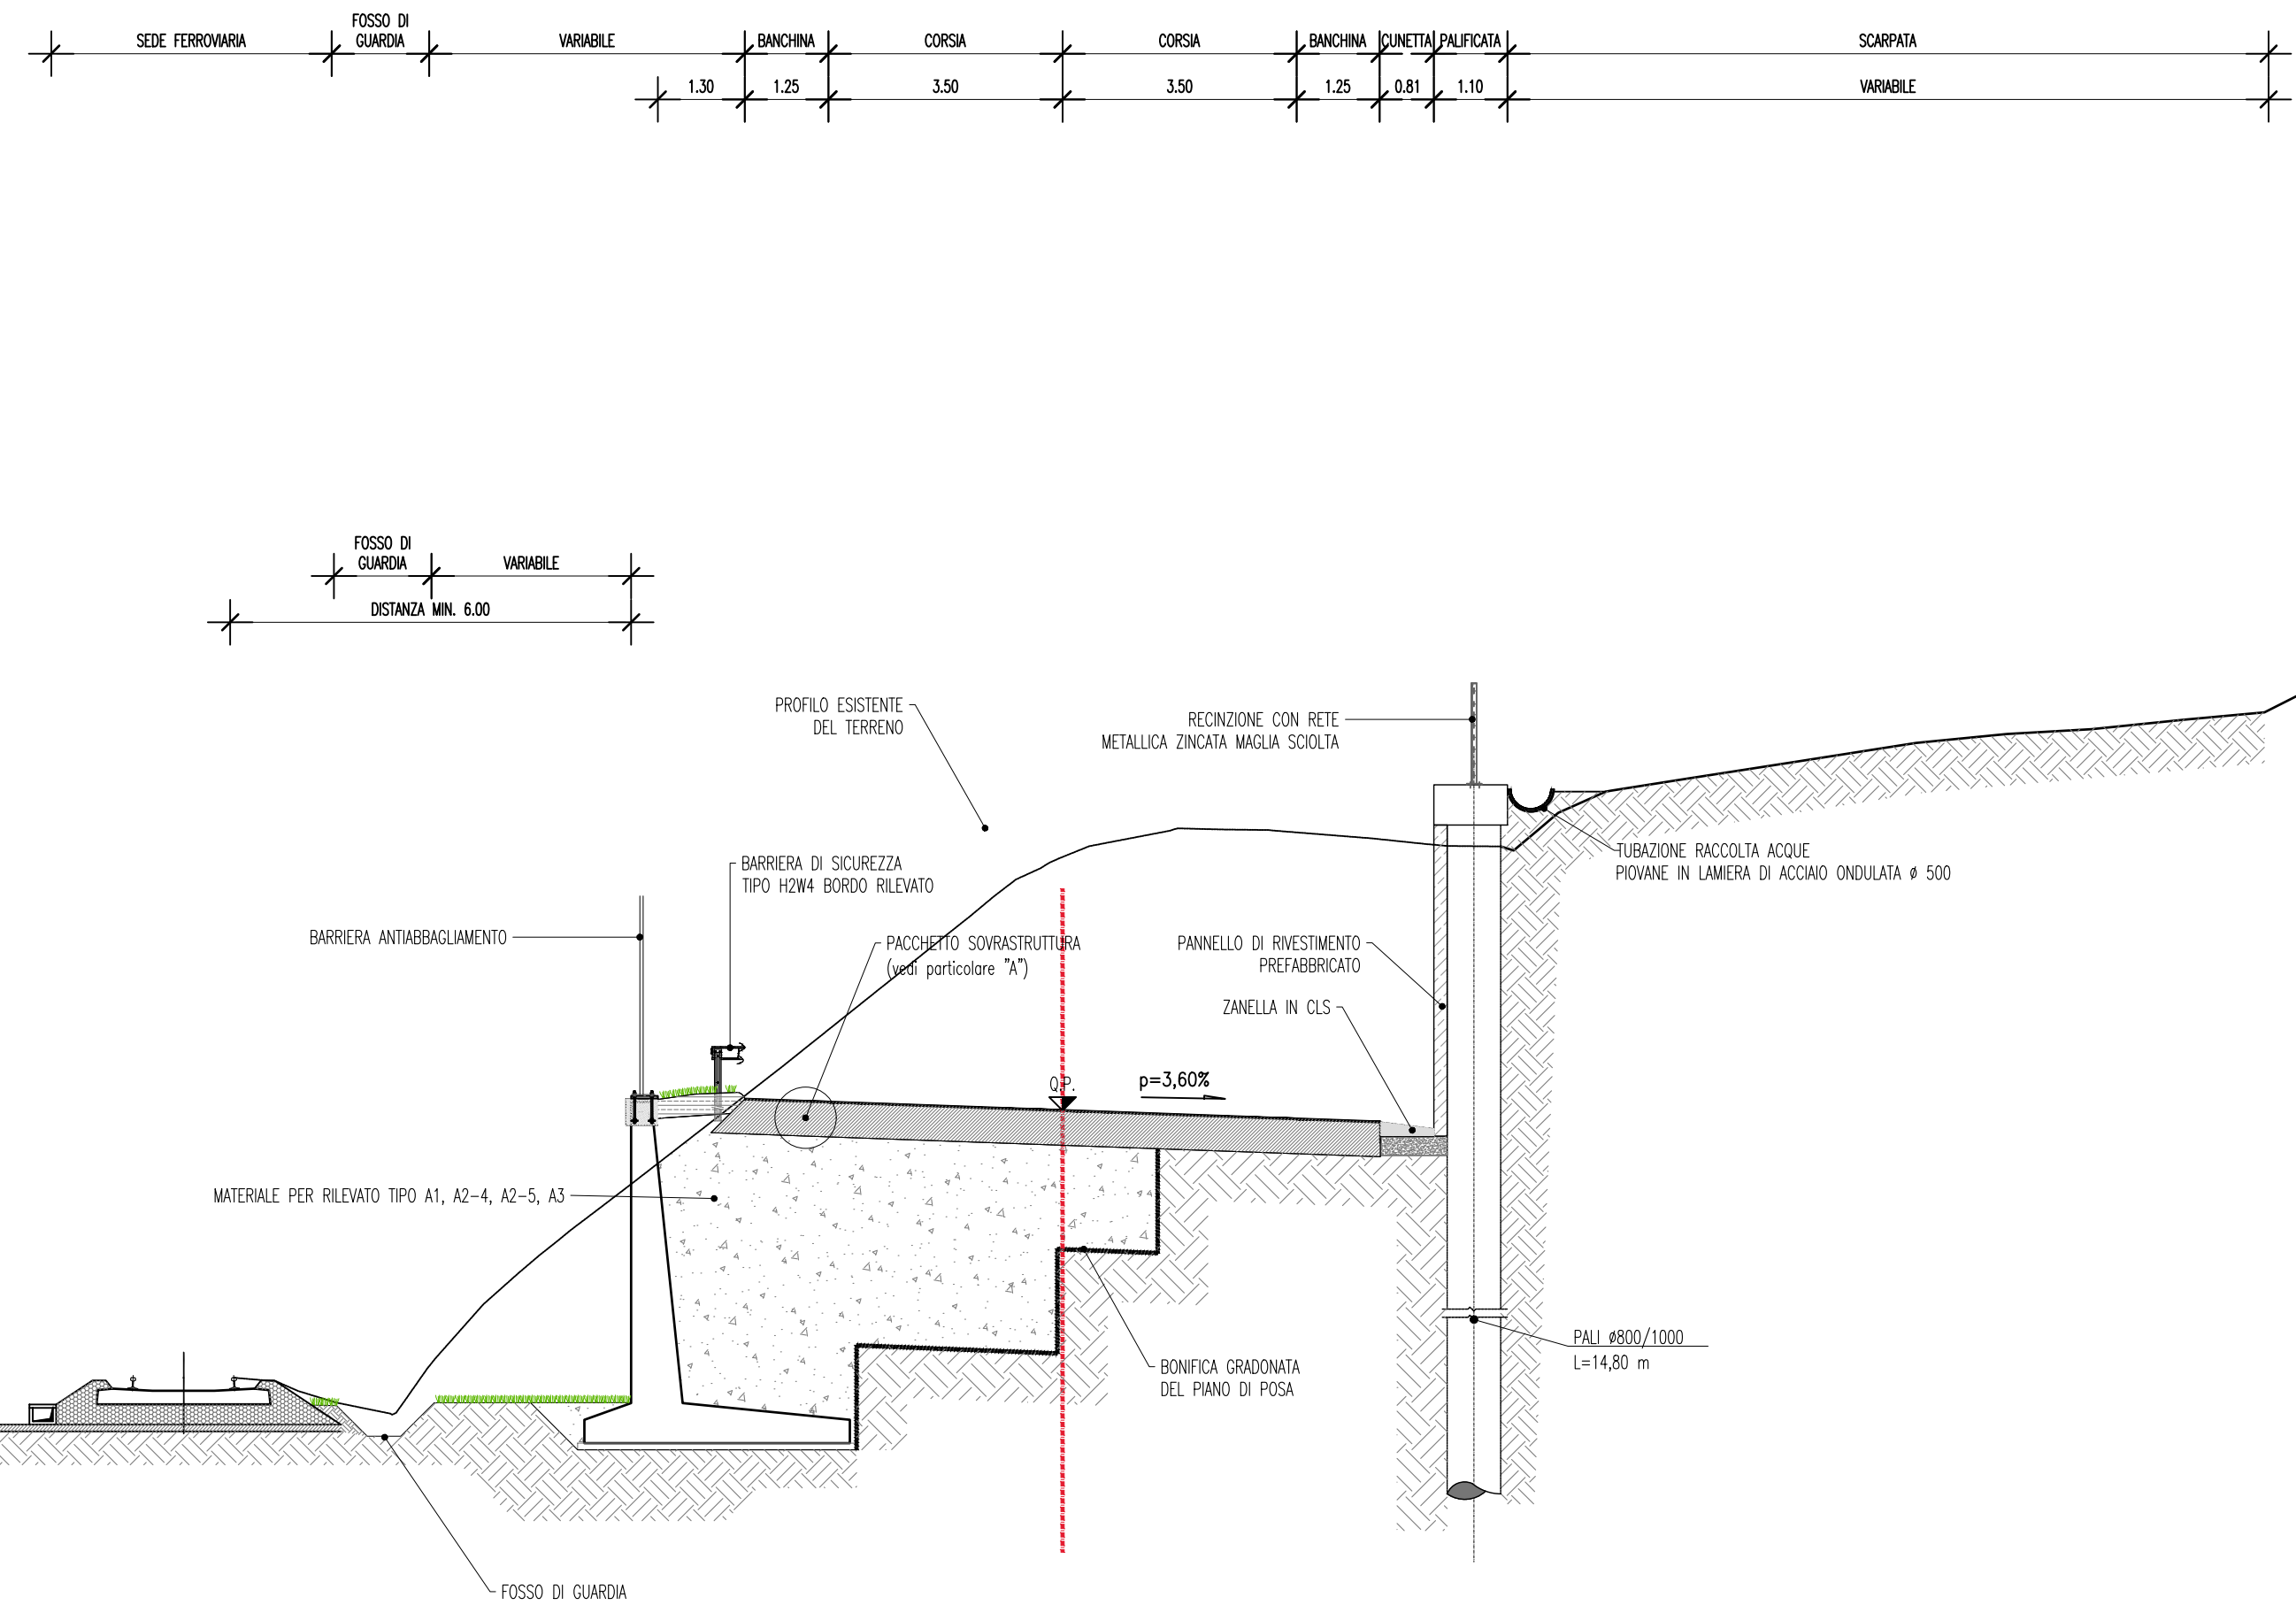 SEDE FERROVIARIA
FOSSO DI
GUARDIA
VARIABILE
BANCHINA
CORSIA
CORSIA
BANCHINA
CUNETTA
PALIFICATA
SCARPATA
1.30
1.25
3.50
3.50
1.25
0.81
1.10
VARIABILE
FOSSO DI
GUARDIA
VARIABILE
DISTANZA MIN. 6.00
PROFILO ESISTENTE
DEL TERRENO
RECINZIONE CON RETE
METALLICA ZINCATA MAGLIA SCIOLTA
TUBAZIONE RACCOLTA ACQUE
PIOVANE IN LAMIERA DI ACCIAIO ONDULATA ø 500
BARRIERA DI SICUREZZA
TIPO H2W4 BORDO RILEVATO
BARRIERA ANTIABBAGLIAMENTO
PACCHETTO SOVRASTRUTTURA
(vedi particolare "A")
PANNELLO DI RIVESTIMENTO
PREFABBRICATO
ZANELLA IN CLS
Q.P.
p=3,60%
MATERIALE PER RILEVATO TIPO A1, A2-4, A2-5, A3
PALI ø800/1000
L=14,80 m
BONIFICA GRADONATA
DEL PIANO DI POSA
FOSSO DI GUARDIA